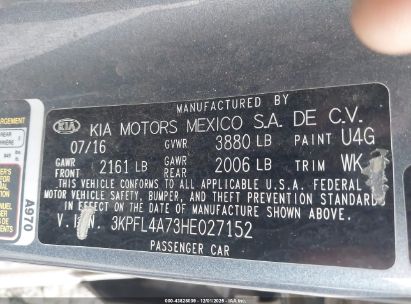 MANUFACTURED BY
KIA KIA MOTORS MEXICO S.A. DE C.V.
07/16 GVWR 3880 LB PAINT U4G
GAWR FRONT 2161 LB GAWR REAR 2006 LB TRIM WK
THIS VEHICLE CONFORMS TO ALL APPLICABLE U.S.A. FEDERAL
MOTOR VEHICLE SAFETY, BUMPER, AND THEFT PREVENTION STANDARDS
IN EFFECT ON THE DATE OF MANUFACTURE SHOWN ABOVE.
V. I. N. 3KPFL4A73HE027152
PASSENGER CAR
A970